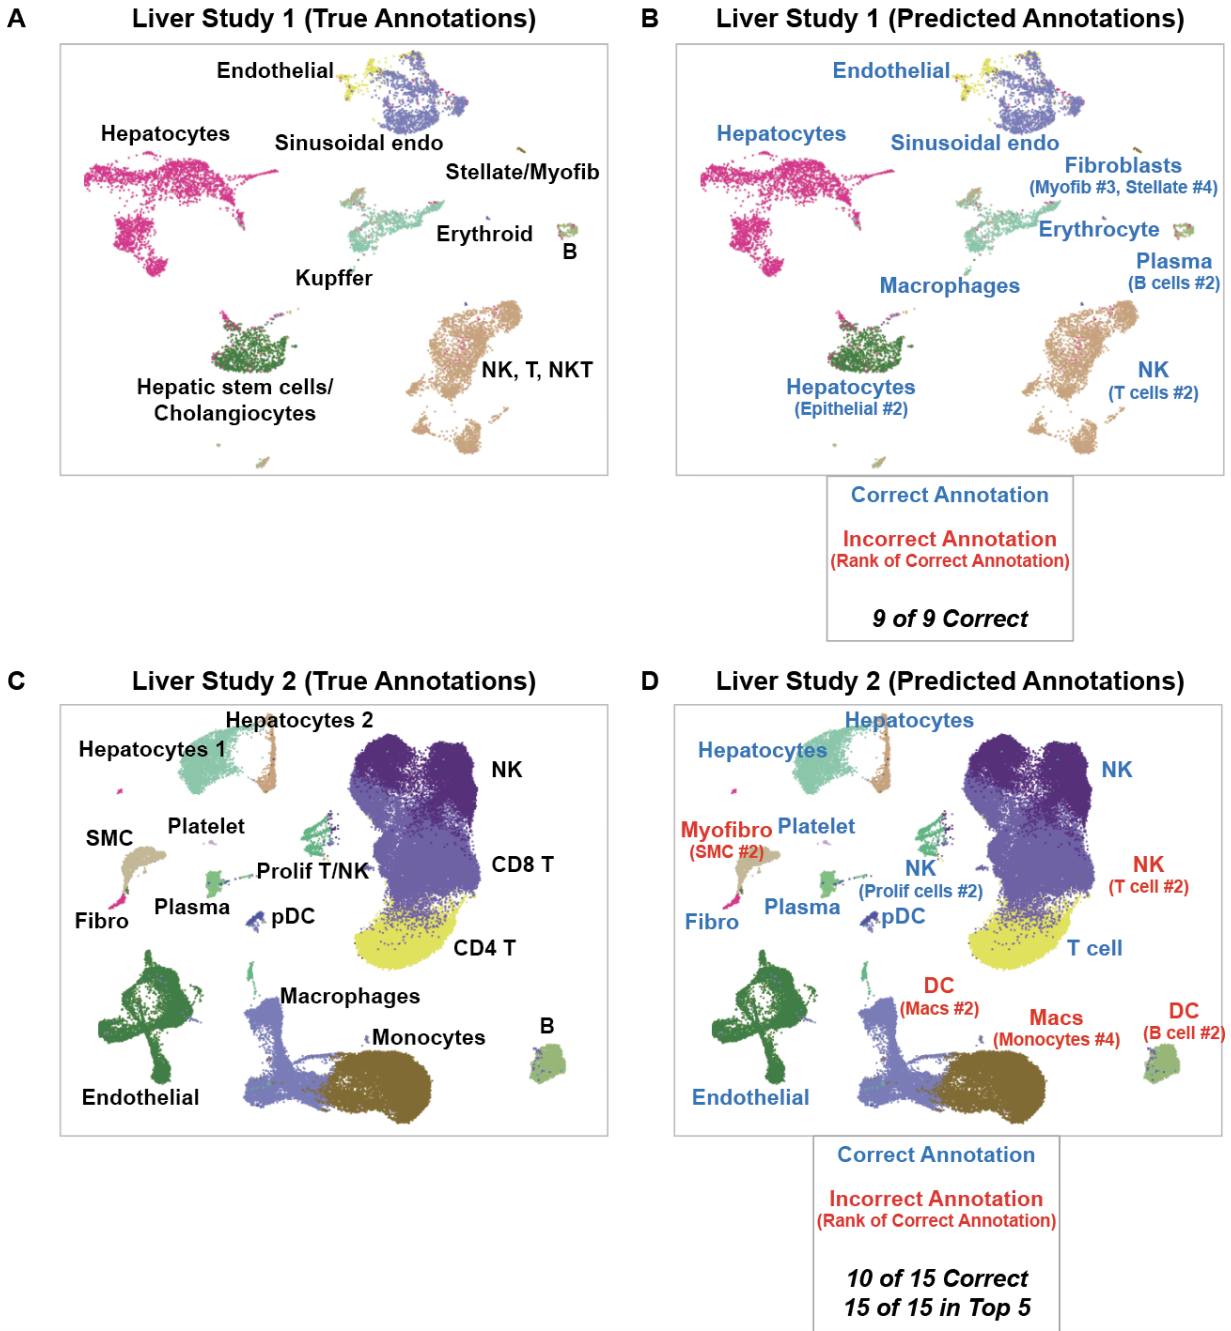 A
Liver Study 1 (True Annotations)
Endothelial
Hepatocytes
Sinusoidal endo
Stellate/Myofib
Erythroid
B
Kupffer
NK, T, NKT
Hepatic stem cells/
Cholangiocytes
B
Liver Study 1 (Predicted Annotations)
Endothelial
Hepatocytes
Sinusoidal endo
Fibroblasts
(Myofib #3, Stellate #4)
Erythrocyte
Plasma
(B cells #2)
Macrophages
NK
(T cells #2)
Hepatocytes
(Epithelial #2)
Correct Annotation
Incorrect Annotation
(Rank of Correct Annotation)
9 of 9 Correct
C
Liver Study 2 (True Annotations)
Hepatocytes 2
Hepatocytes 1
NK
SMC
Platelet
Prolif T/NK
CD8 T
Plasma
Fibro
pDC
CD4 T
Macrophages
Monocytes
B
Endothelial
D
Liver Study 2 (Predicted Annotations)
Hepatocytes
Hepatocytes
NK
Myofibro
(SMC #2)
Platelet
NK
(Prolif cells #2)
NK
(T cell #2)
Plasma
Fibro
pDC
T cell
DC
(Macs #2)
Macs
(Monocytes #4)
DC
(B cell #2)
Endothelial
Correct Annotation
Incorrect Annotation
(Rank of Correct Annotation)
10 of 15 Correct
15 of 15 in Top 5